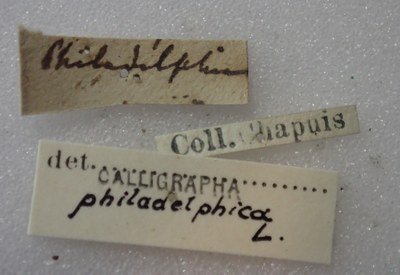 Philadelphia
Coll. Chapuis
det. CALLIGRAPHA
philadelphica
L.